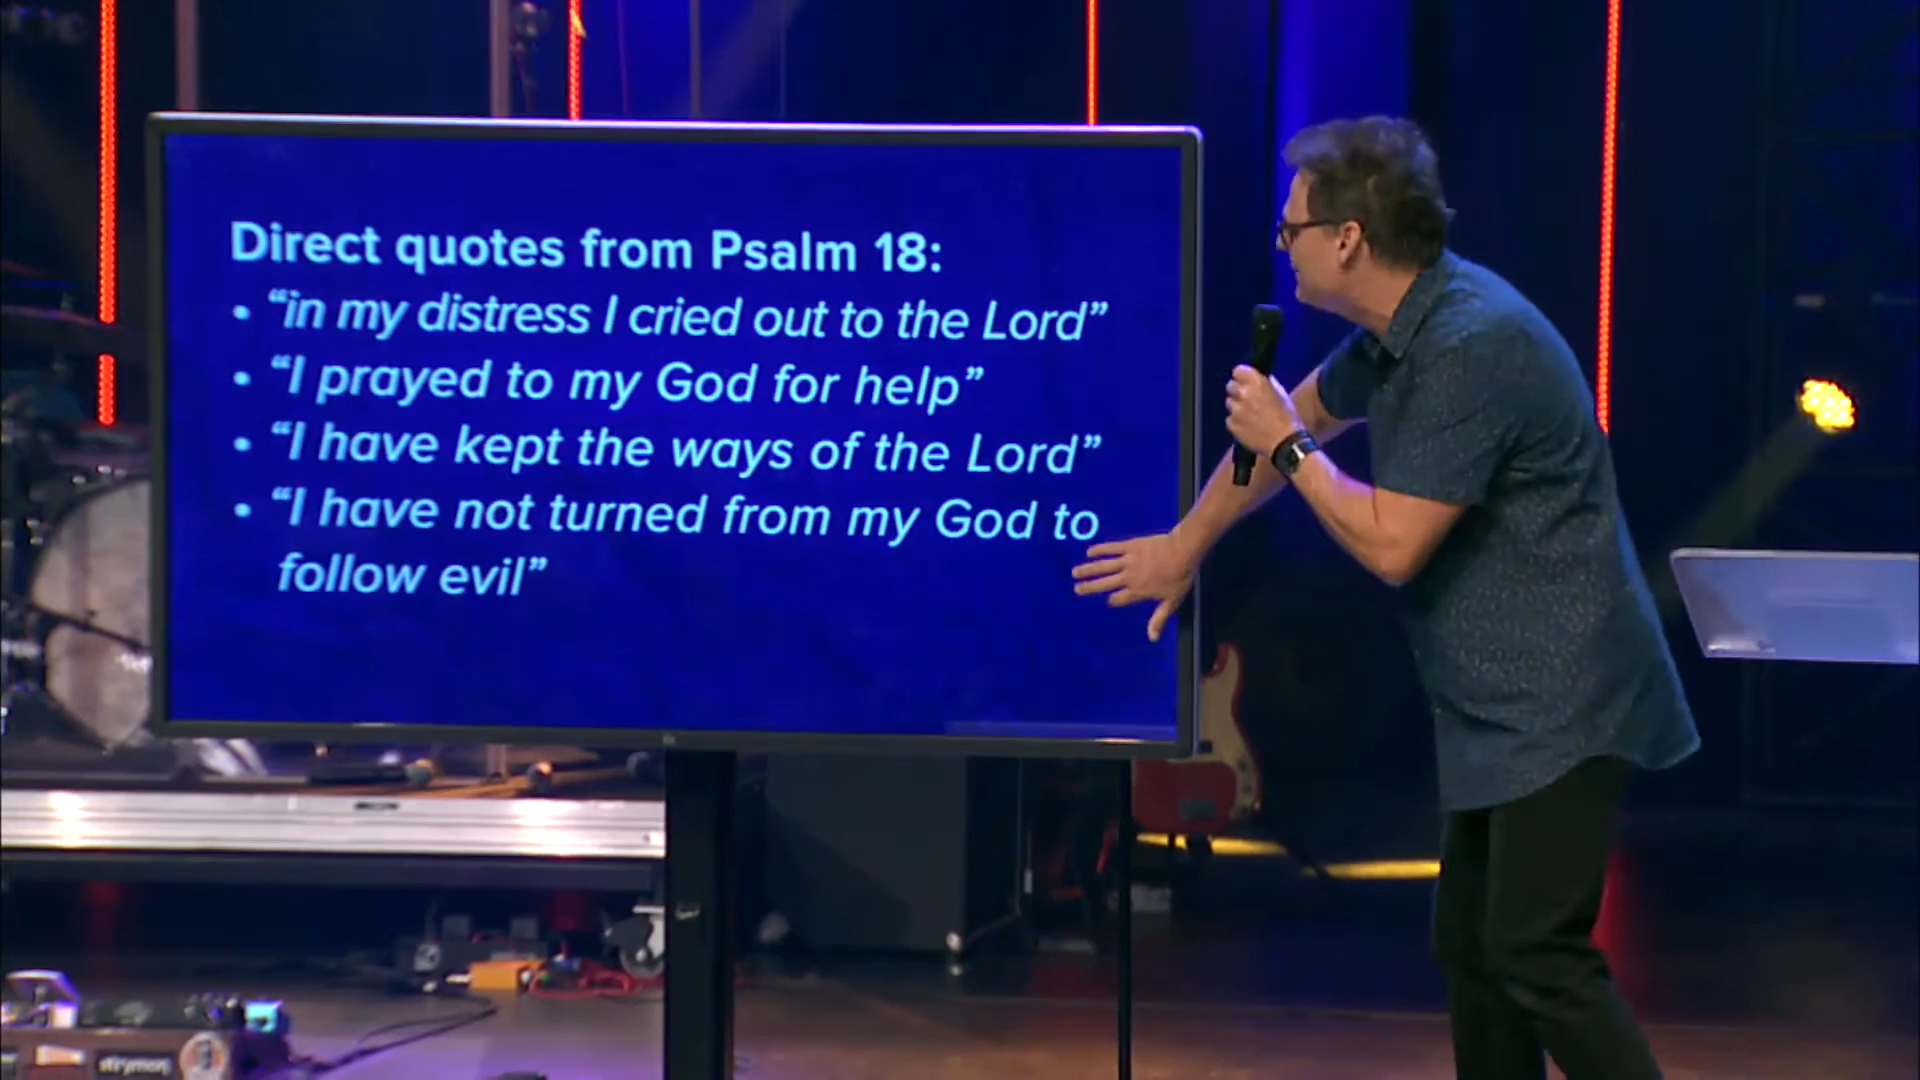 Direct quotes from Psalm 18:
• “in my distress I cried out to the Lord”
• “I prayed to my God for help”
• “I have kept the ways of the Lord”
• “I have not turned from my God to
follow evil”
strymon